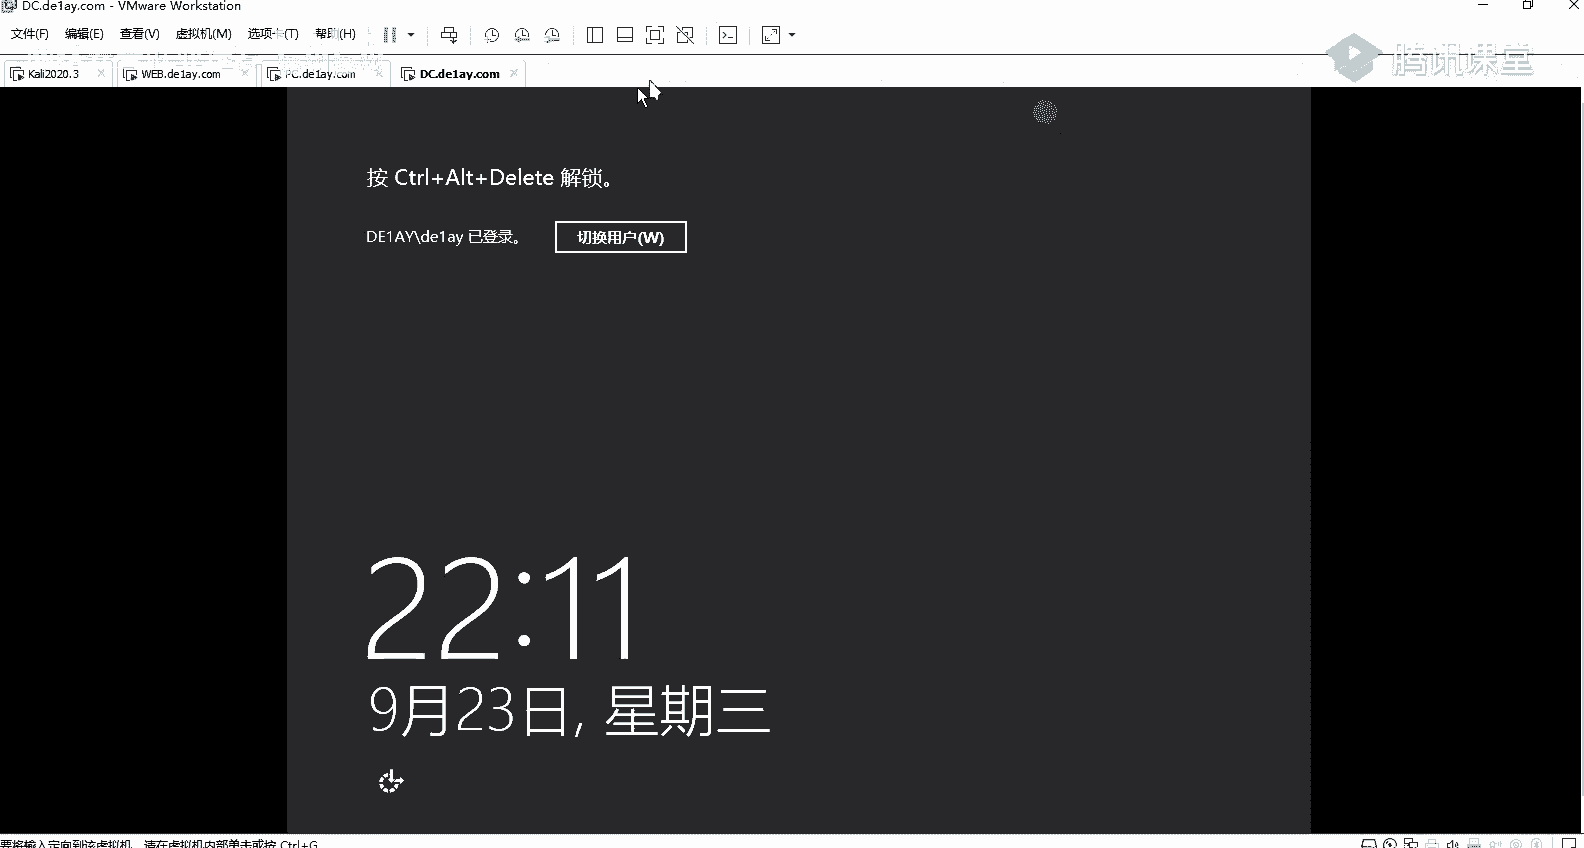 DC.de1ay.com - VMware Workstation
文件(F) 编辑(E) 查看(V) 虚拟机(M) 选项卡(T) 帮助(H)
腾讯课堂
Kali2020.3 WEB.de1ay.com PC.de1ay.com DC.de1ay.com
按 Ctrl+Alt+Delete 解锁。
DE1AY\de1ay 已登录。 切换用户(W)
22:11
9月23日, 星期三
要将输入定向到该虚拟机，请在虚拟机内部单击或按 Ctrl+G